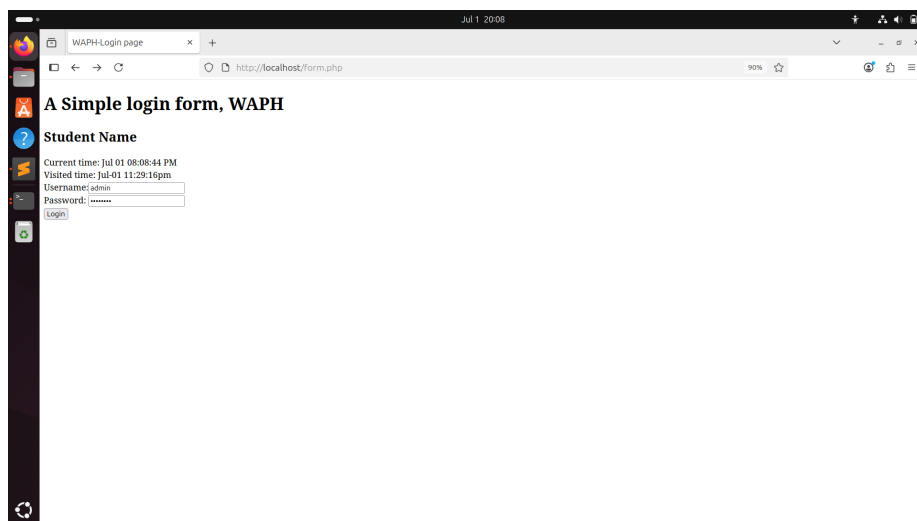 Jul 1 20:08
WAPH-Login page
http://localhost/form.php
90%
A Simple login form, WAPH
Student Name
Current time: Jul 01 08:08:44 PM
Visited time: Jul-01 11:29:16pm
Username: admin
Password: ••••••••
Login